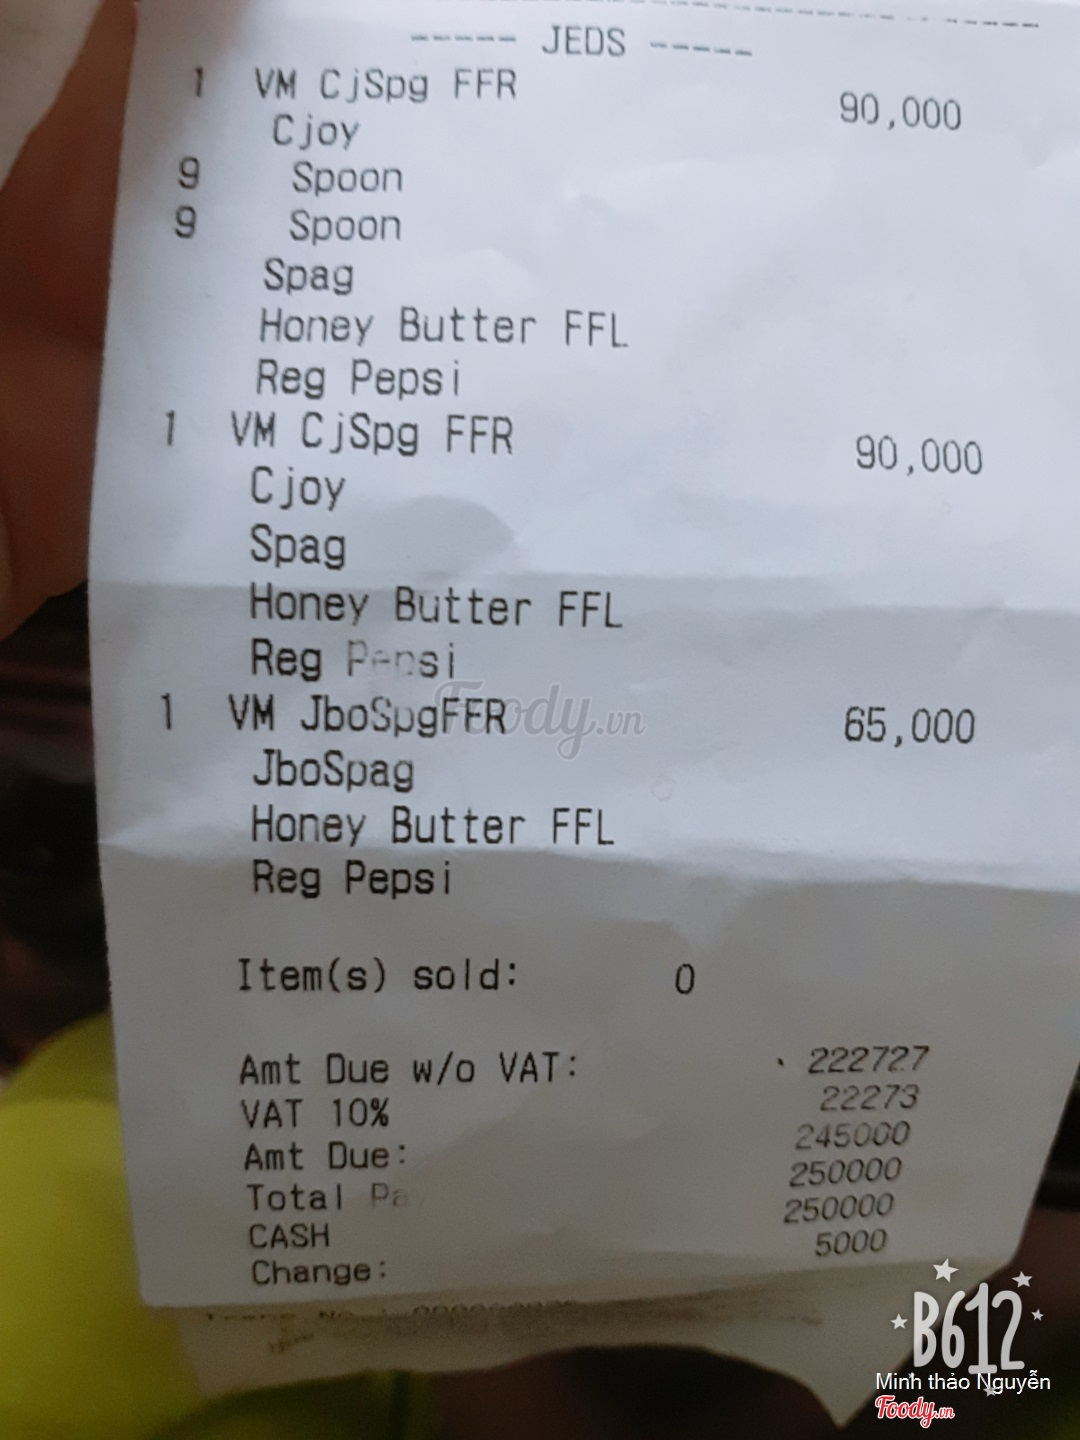 ----- JEDS -----
1 VM CjSpg FFR 90,000
Cjoy
9 Spoon
9 Spoon
Spag
Honey Butter FFL
Reg Pepsi
1 VM CjSpg FFR 90,000
Cjoy
Spag
Honey Butter FFL
Reg Pepsi
1 VM JboSpgFFR 65,000
JboSpag
Honey Butter FFL
Reg Pepsi
Item(s) sold: 0
Amt Due w/o VAT: 222727
VAT 10% 22273
Amt Due: 245000
Total Pa 250000
CASH 250000
Change: 5000
Foody.vn
B612
Minh thảo Nguyễn
Foody.vn